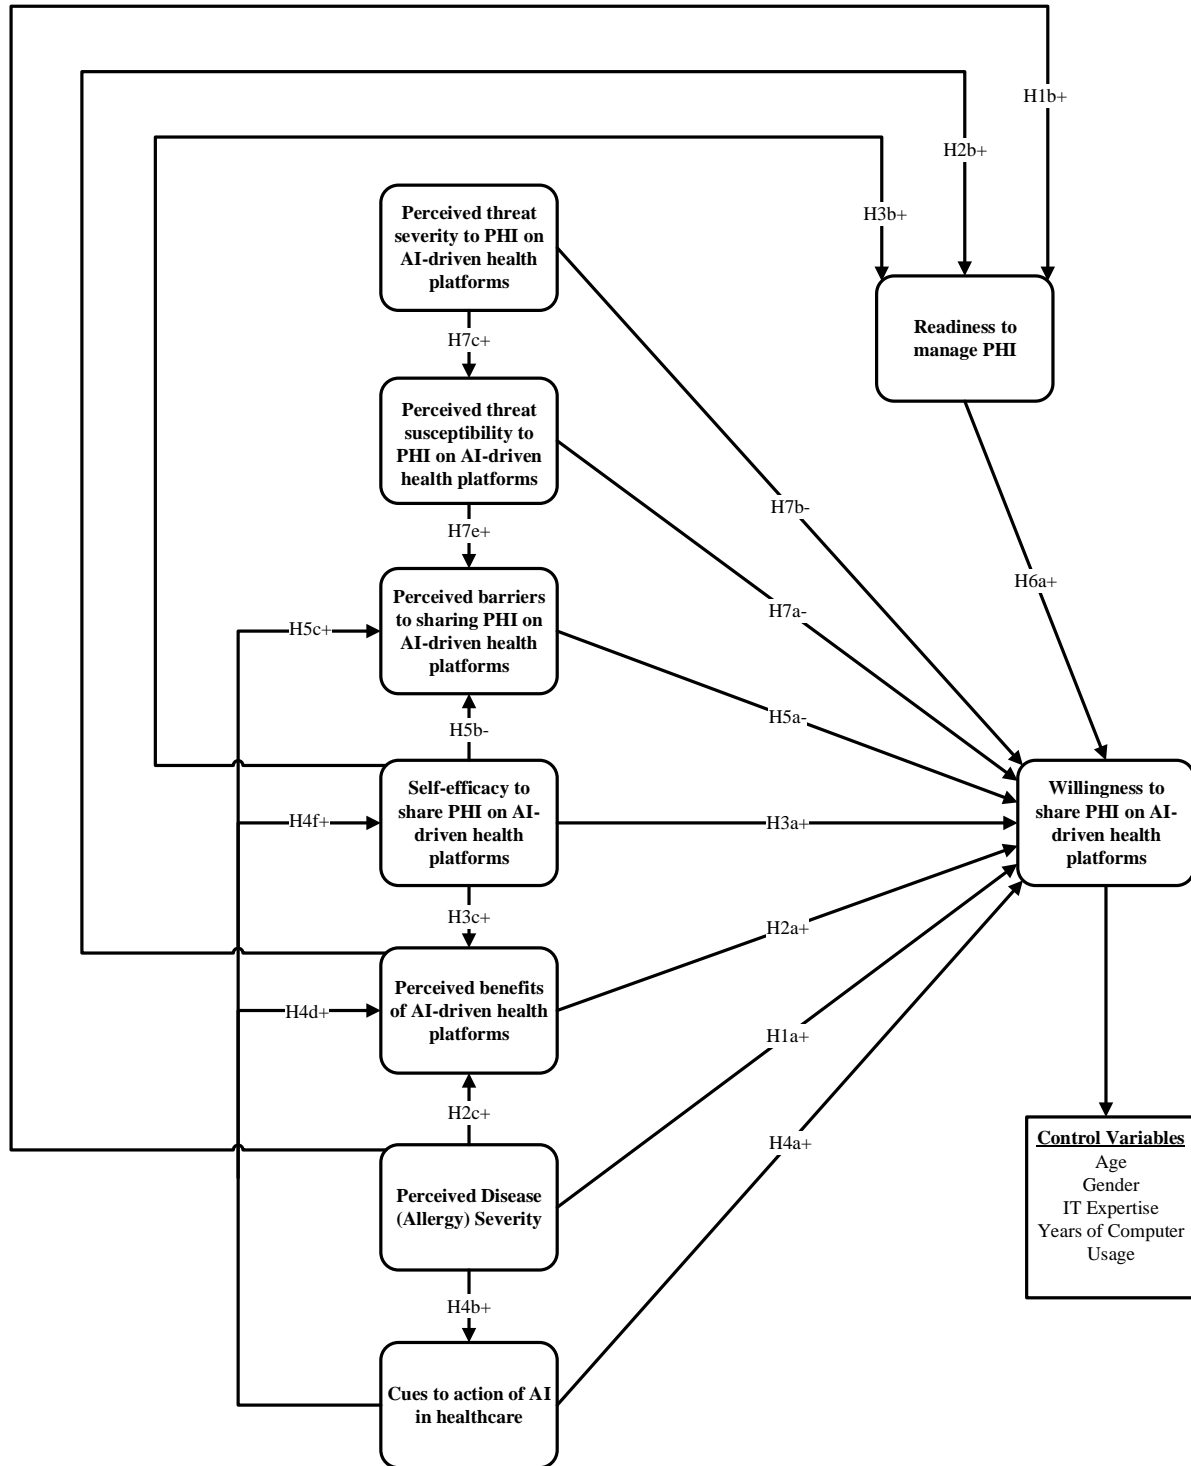 H1b+
H2b+
H3b+
Perceived threat
severity to PHI on
AI-driven health
platforms
Readiness to
manage PHI
H7c+
Perceived threat
susceptibility to
PHI on AI-driven
health platforms
H7b-
H7e+
H6a+
Perceived barriers
to sharing PHI on
AI-driven health
platforms
H7a-
H5c+
H5a-
H5b-
Self-efficacy to
share PHI on AI-
driven health
platforms
Willingness to
share PHI on AI-
driven health
platforms
H4f+
H3a+
H3c+
H2a+
Perceived benefits
of AI-driven health
platforms
H4d+
H1a+
H2c+
H4a+
Control Variables
Age
Gender
IT Expertise
Years of Computer
Usage
Perceived Disease
(Allergy) Severity
H4b+
Cues to action of AI
in healthcare